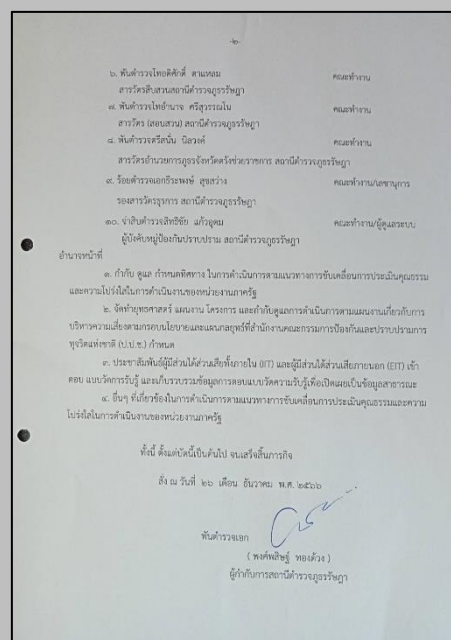 -๒-
๖. พันตำรวจโทอดิศักดิ์ ตาแหลม คณะทำงาน
สารวัตรสืบสวนสถานีตำรวจภูธรรัษฎา
๗. พันตำรวจโทอำนาจ ศรีสุวรรณโน คณะทำงาน
สารวัตร (สอบสวน) สถานีตำรวจภูธรรัษฎา
๘. พันตำรวจตรีสนั่น นิลวงค์ คณะทำงาน
สารวัตรอำนวยการภูธรจังหวัดตรังช่วยราชการ สถานีตำรวจภูธรรัษฎา
๙. ร้อยตำรวจเอกธีระพงษ์ สุขสว่าง คณะทำงาน/เลขานุการ
รองสารวัตรธุรการ สถานีตำรวจภูธรรัษฎา
๑๐. จ่าสิบตำรวจสิทธิชัย แก้วอุดม คณะทำงาน/ผู้ดูแลระบบ
ผู้บังคับหมู่ป้องกันปราบปราม สถานีตำรวจภูธรรัษฎา
อำนาจหน้าที่
๑. กำกับ ดูแล กำหนดทิศทาง ในการดำเนินการตามแนวทางการขับเคลื่อนการประเมินคุณธรรม
และความโปร่งใสในการดำเนินงานของหน่วยงานภาครัฐ
๒. จัดทำยุทธศาสตร์ แผนงาน โครงการ และกำกับดูแลการดำเนินการตามแผนงานเกี่ยวกับการ
บริหารความเสี่ยงตามกรอบนโยบายและแผนกลยุทธ์ที่สำนักงานคณะกรรมการป้องกันและปราบปรามการ
ทุจริตแห่งชาติ (ป.ป.ช.) กำหนด
๓. ประชาสัมพันธ์ผู้มีส่วนได้ส่วนเสียทั้งภายใน (IIT) และผู้มีส่วนได้ส่วนเสียภายนอก (EIT) เข้า
ตอบ แบบวัดการรับรู้ และเก็บรวบรวมข้อมูลการตอบแบบวัดความรับรู้เพื่อเปิดเผยเป็นข้อมูลสาธารณะ
๔. อื่นๆ ที่เกี่ยวข้องในการดำเนินการตามแนวทางการขับเคลื่อนการประเมินคุณธรรมและความ
โปร่งใสในการดำเนินงานของหน่วยงานภาครัฐ
ทั้งนี้ ตั้งแต่บัดนี้เป็นต้นไป จนเสร็จสิ้นภารกิจ
สั่ง ณ วันที่ ๒๖ เดือน ธันวาคม พ.ศ. ๒๕๖๖
พันตำรวจเอก
( พงศ์พสิษฐ์ ทองด้วง )
ผู้กำกับการสถานีตำรวจภูธรรัษฎา